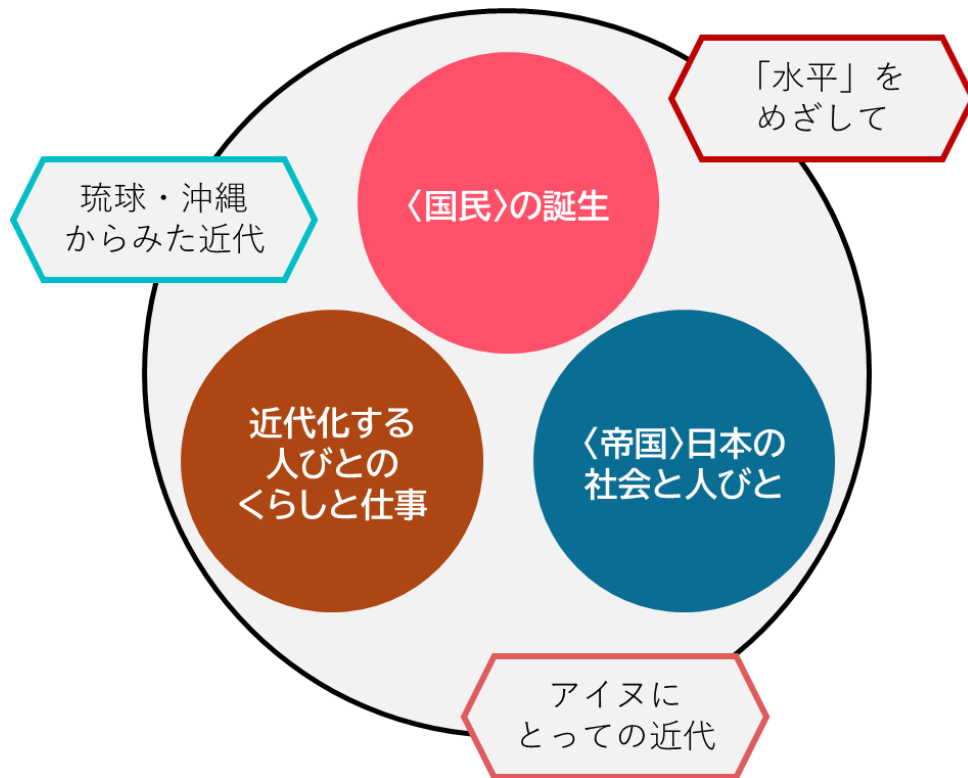 「水平」を
めざして
琉球・沖縄
からみた近代
〈国民〉の誕生
近代化する
人びとの
くらしと仕事
〈帝国〉日本の
社会と人びと
アイヌに
とっての近代